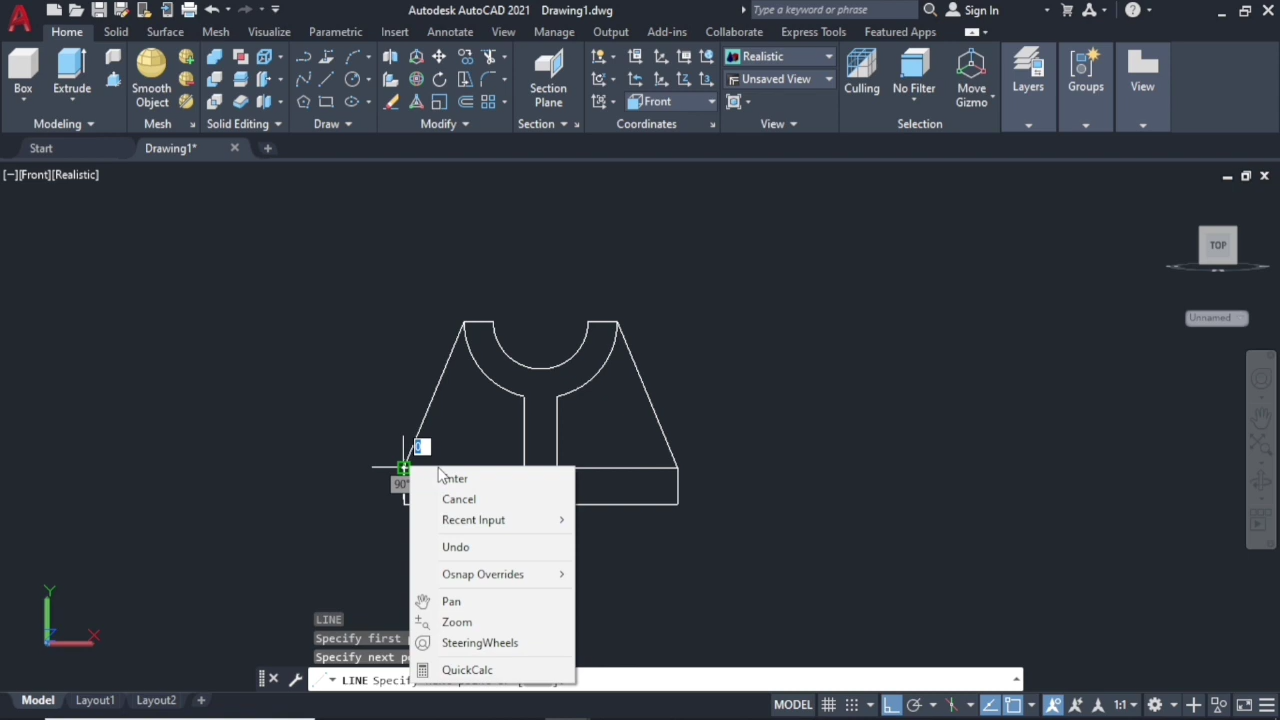 Autodesk AutoCAD 2021 Drawing1.dwg
Type a keyword or phrase
Sign In
Home Solid Surface Mesh Visualize Parametric Insert Annotate View Manage Output Add-ins Collaborate Express Tools Featured Apps
Box
Extrude
Smooth
Object
Section
Plane
Front
Realistic
Unsaved View
Culling
No Filter
Move
Gizmo
Layers
Groups
View
Modeling
Mesh
Solid Editing
Draw
Modify
Section
Coordinates
View
Selection
Start
Drawing1*
[−][Front][Realistic]
TOP
Unnamed
0
90°
Enter
Cancel
Recent Input
Undo
Osnap Overrides
Pan
Zoom
SteeringWheels
QuickCalc
Y
X
LINE
Specify first
Specify next po
LINE
Model Layout1 Layout2
MODEL
1:1